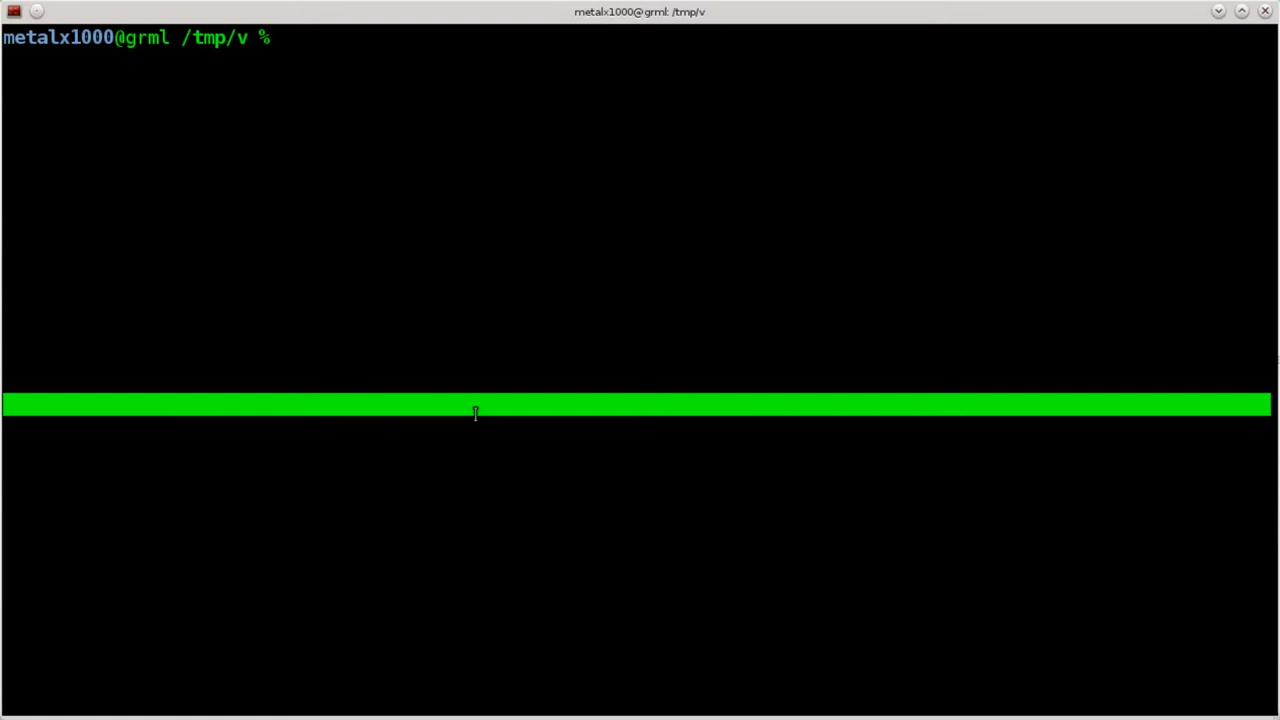 metalx1000@grml: /tmp/v
metalx1000@grml /tmp/v %